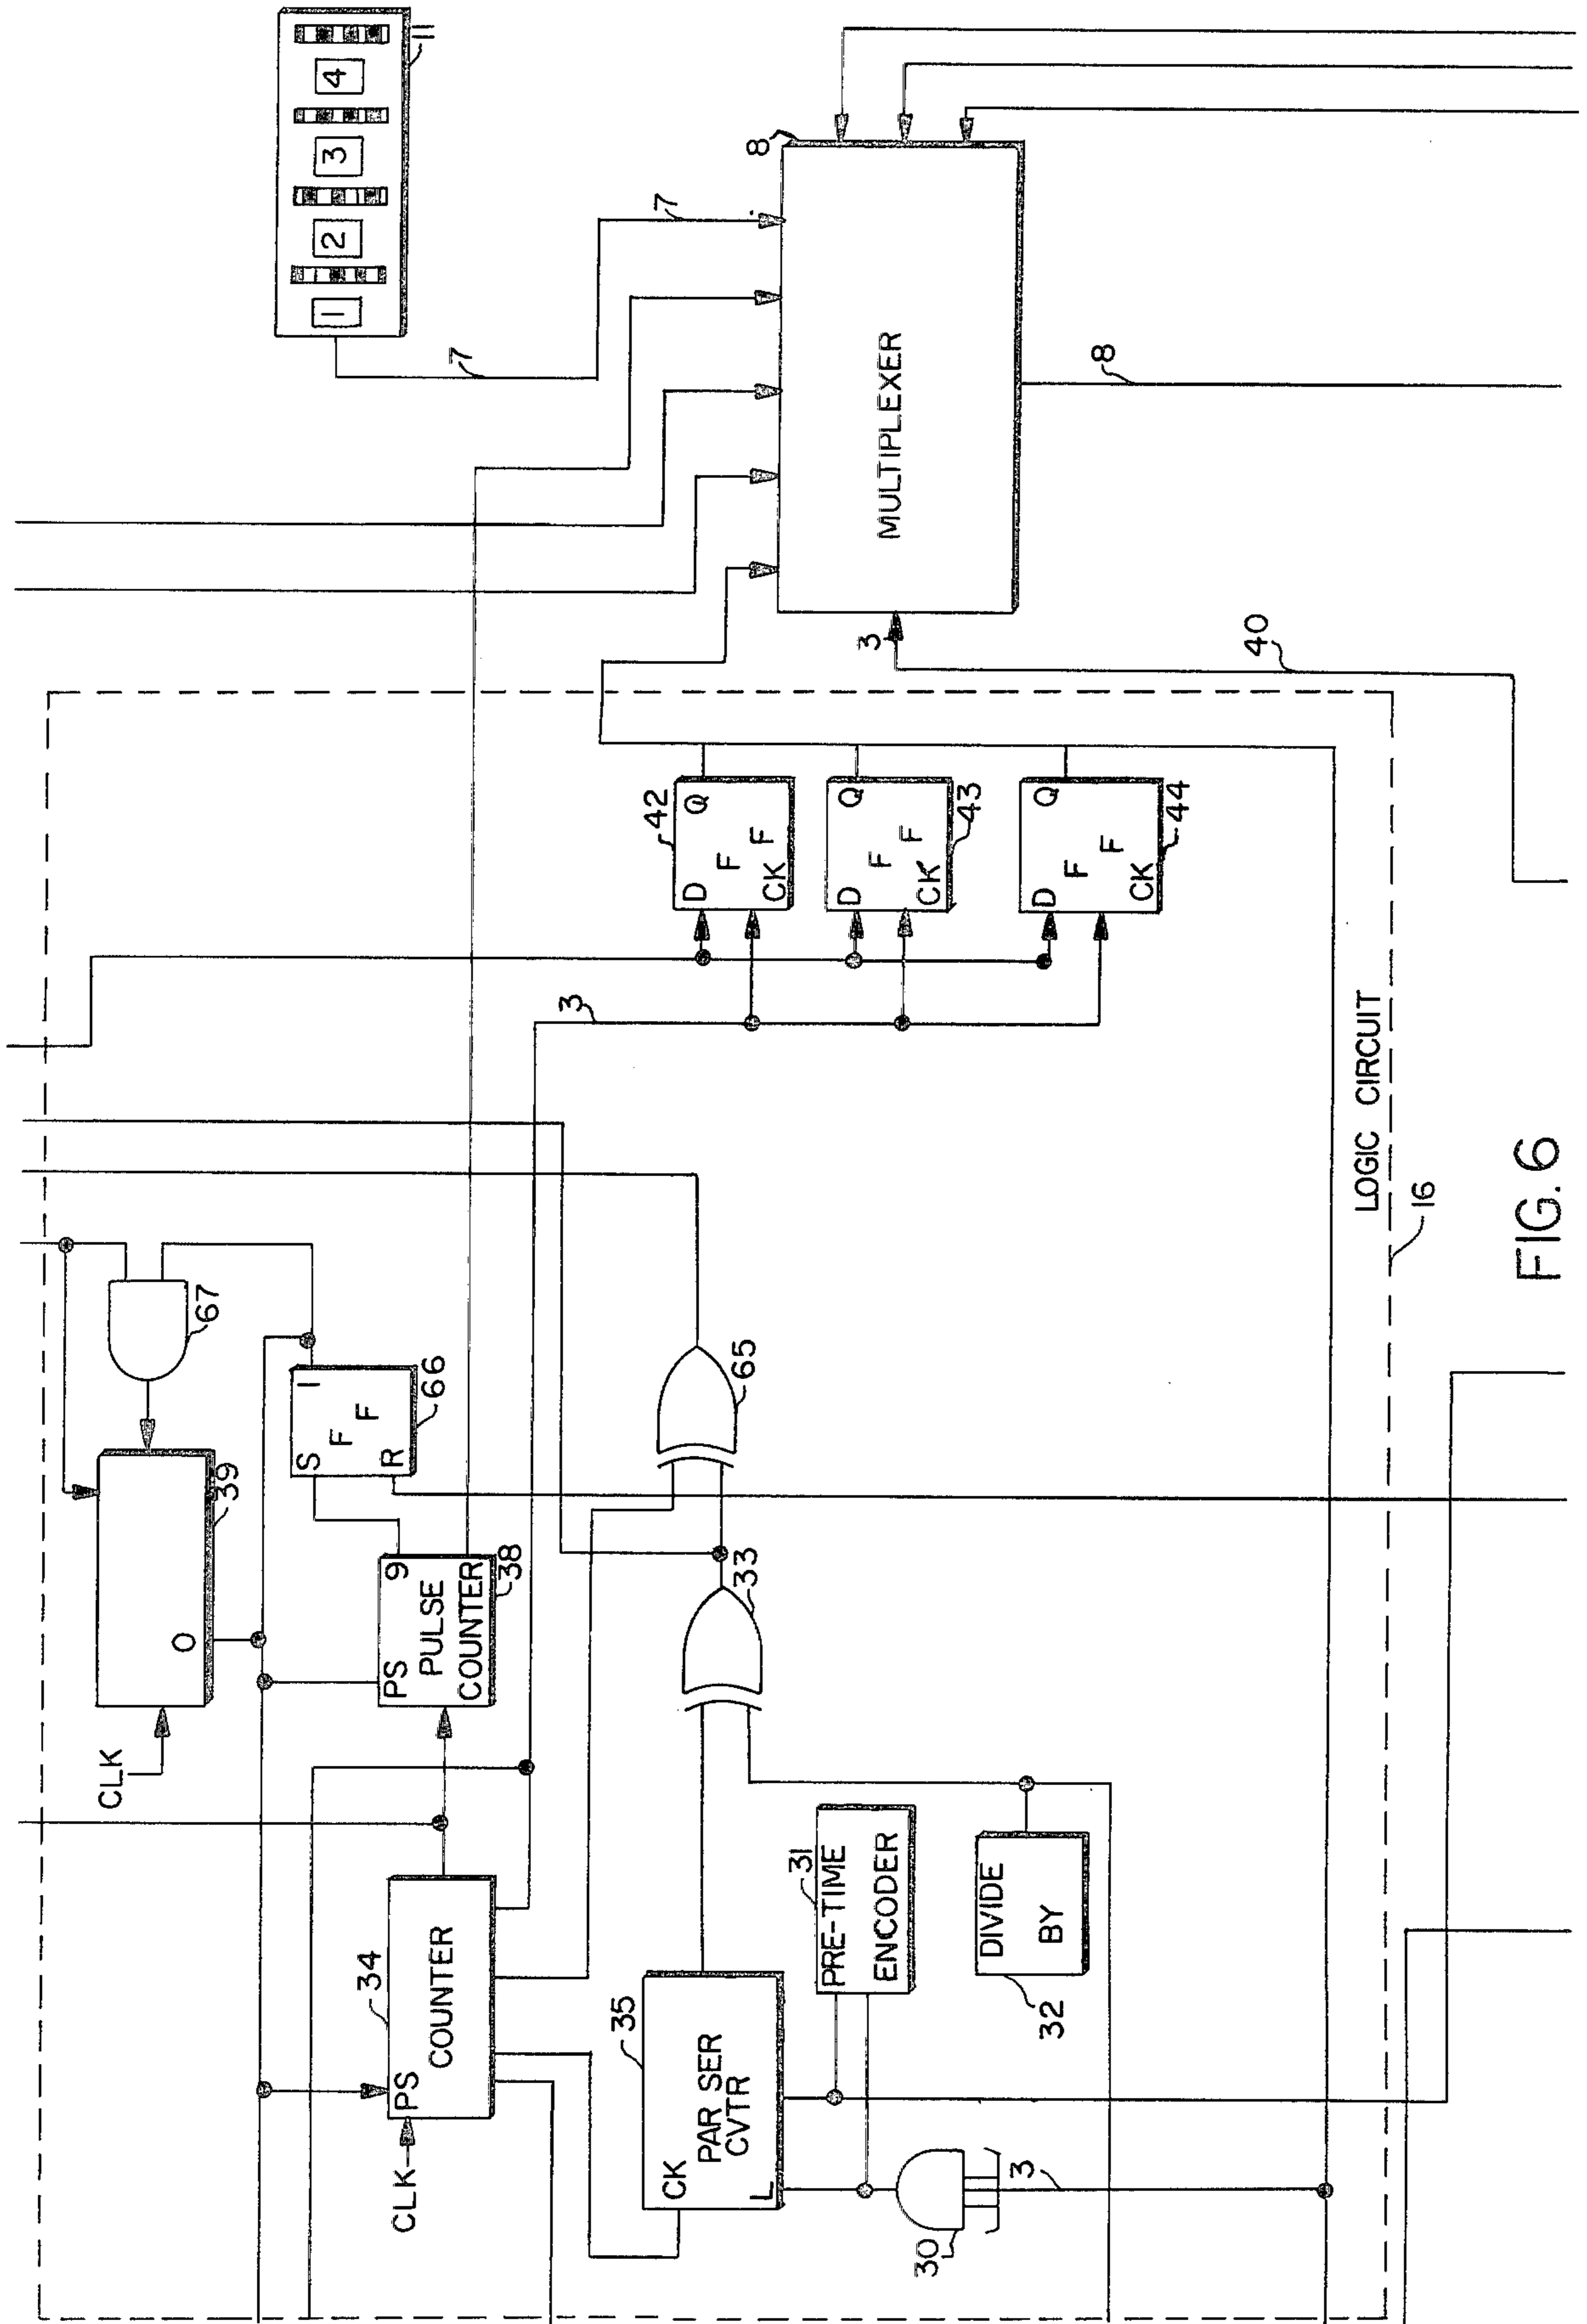 1
2
3
4
11
7
7
8
MULTIPLEXER
8
3
40
42
D
Q
F
F
CK
D
Q
F
F
CK
43
D
Q
F
F
CK
44
3
LOGIC CIRCUIT
16
67
39
O
CLK
S
1
F
F
R
66
PS
9
PULSE
COUNTER
38
65
33
34
PS
COUNTER
CLK
35
CK
PAR SER
CVTR
L
31
PRE-TIME
ENCODER
DIVIDE
BY
32
30
3
FIG. 6